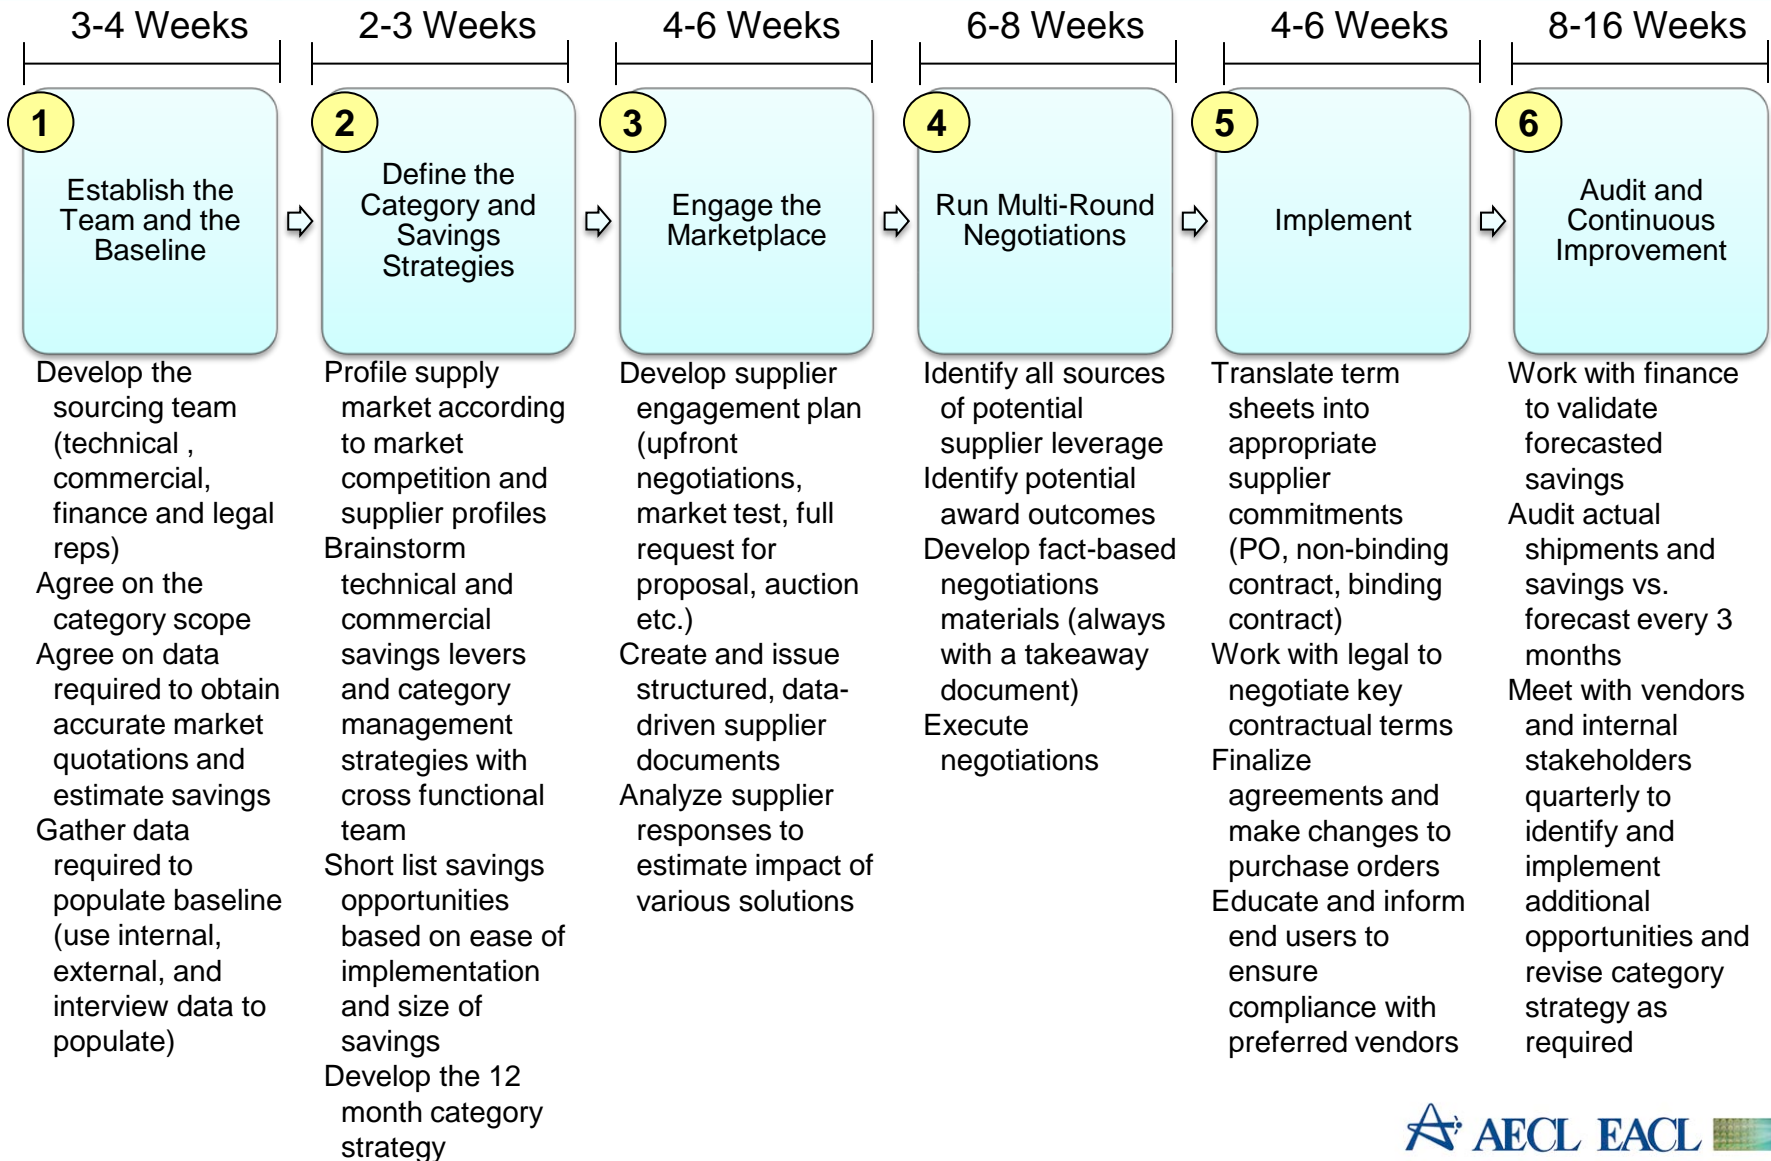 3-4 Weeks
2-3 Weeks
4-6 Weeks
6-8 Weeks
4-6 Weeks
8-16 Weeks
1
Establish the
Team and the
Baseline
2
Define the
Category and
Savings
Strategies
3
Engage the
Marketplace
4
Run Multi-Round
Negotiations
5
Implement
6
Audit and
Continuous
Improvement
Develop the
sourcing team
(technical ,
commercial,
finance and legal
reps)
Agree on the
category scope
Agree on data
required to obtain
accurate market
quotations and
estimate savings
Gather data
required to
populate baseline
(use internal,
external, and
interview data to
populate)
Profile supply
market according
to market
competition and
supplier profiles
Brainstorm
technical and
commercial
savings levers
and category
management
strategies with
cross functional
team
Short list savings
opportunities
based on ease of
implementation
and size of
savings
Develop the 12
month category
strategy
Develop supplier
engagement plan
(upfront
negotiations,
market test, full
request for
proposal, auction
etc.)
Create and issue
structured, data-
driven supplier
documents
Analyze supplier
responses to
estimate impact of
various solutions
Identify all sources
of potential
supplier leverage
Identify potential
award outcomes
Develop fact-based
negotiations
materials (always
with a takeaway
document)
Execute
negotiations
Translate term
sheets into
appropriate
supplier
commitments
(PO, non-binding
contract, binding
contract)
Work with legal to
negotiate key
contractual terms
Finalize
agreements and
make changes to
purchase orders
Educate and inform
end users to
ensure
compliance with
preferred vendors
Work with finance
to validate
forecasted
savings
Audit actual
shipments and
savings vs.
forecast every 3
months
Meet with vendors
and internal
stakeholders
quarterly to
identify and
implement
additional
opportunities and
revise category
strategy as
required
AECL EACL